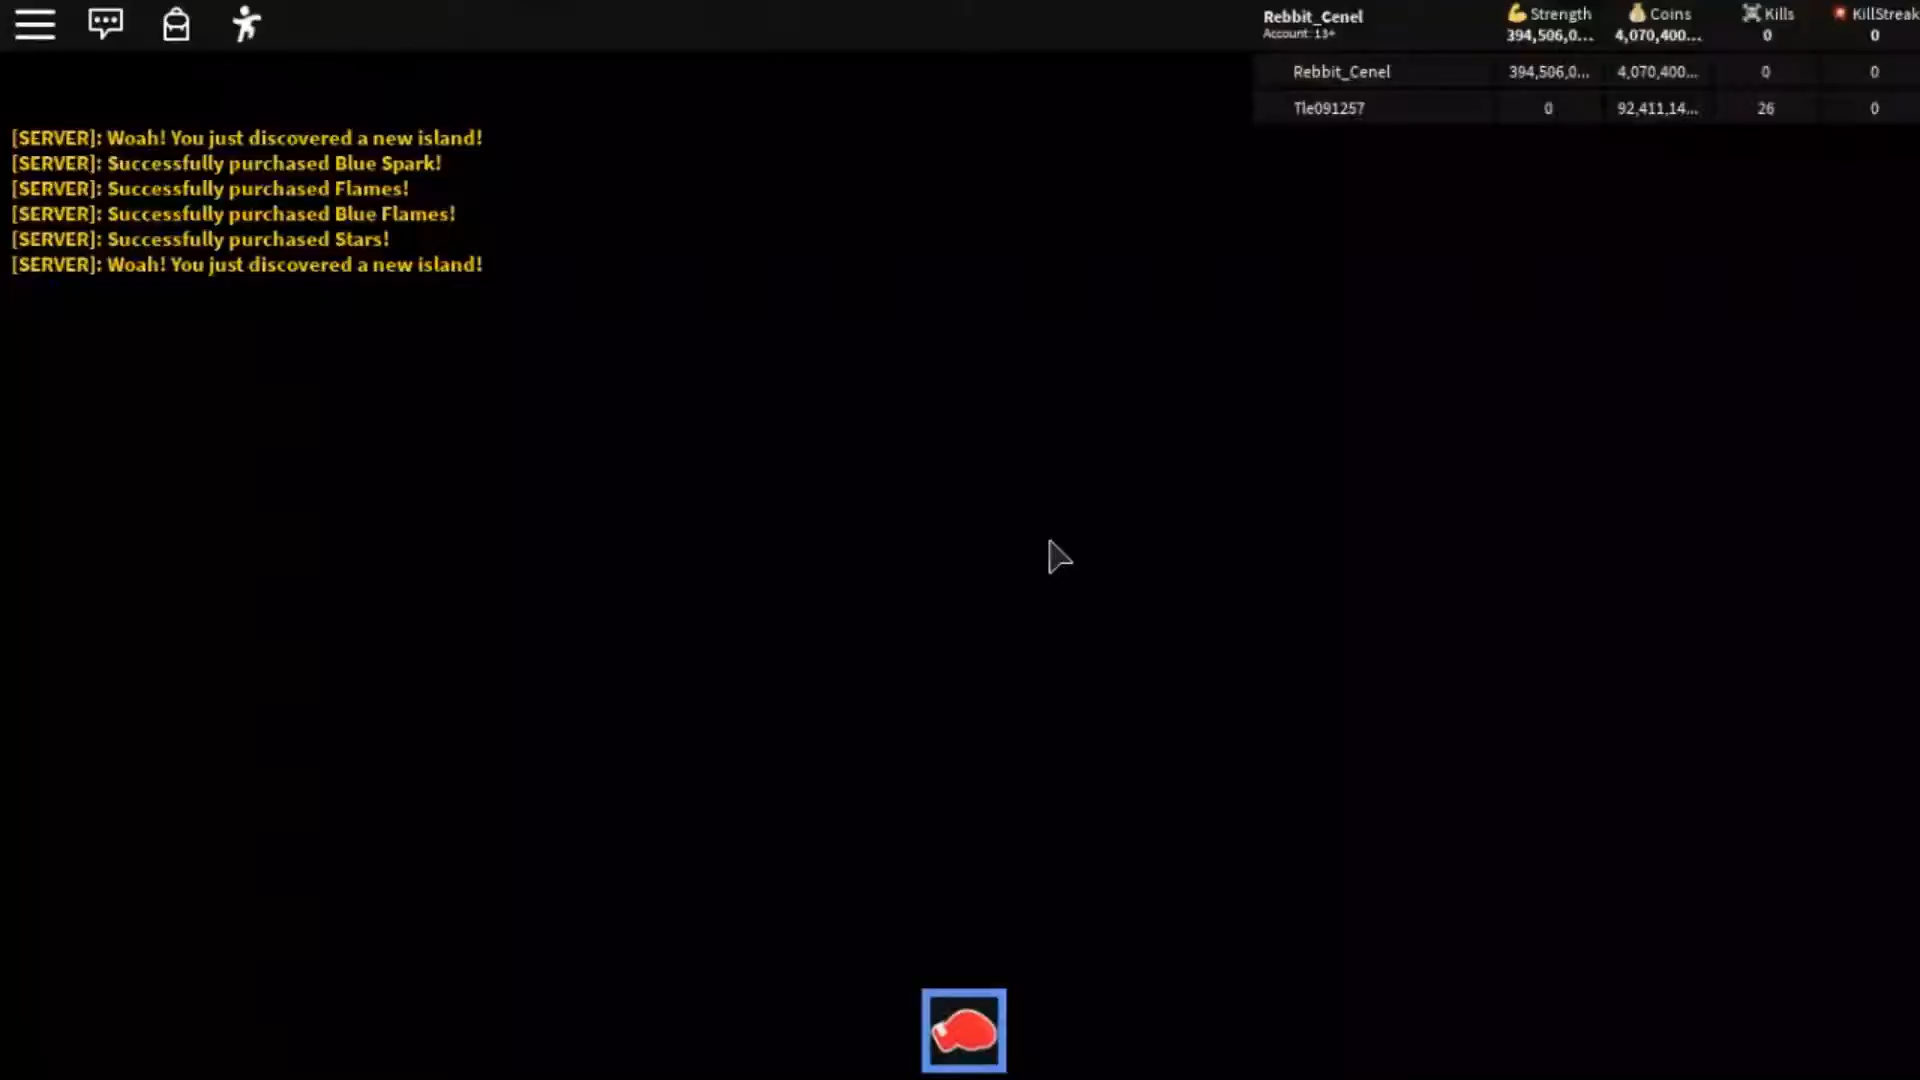 Rebbit_Cenel
Account: 13+
Strength Coins Kills KillStreak
394,506,0... 4,070,400... 0 0
Rebbit_Cenel 394,506,0... 4,070,400... 0 0
Tle091257 0 92,411,14... 26 0
[SERVER]: Woah! You just discovered a new island!
[SERVER]: Successfully purchased Blue Spark!
[SERVER]: Successfully purchased Flames!
[SERVER]: Successfully purchased Blue Flames!
[SERVER]: Successfully purchased Stars!
[SERVER]: Woah! You just discovered a new island!